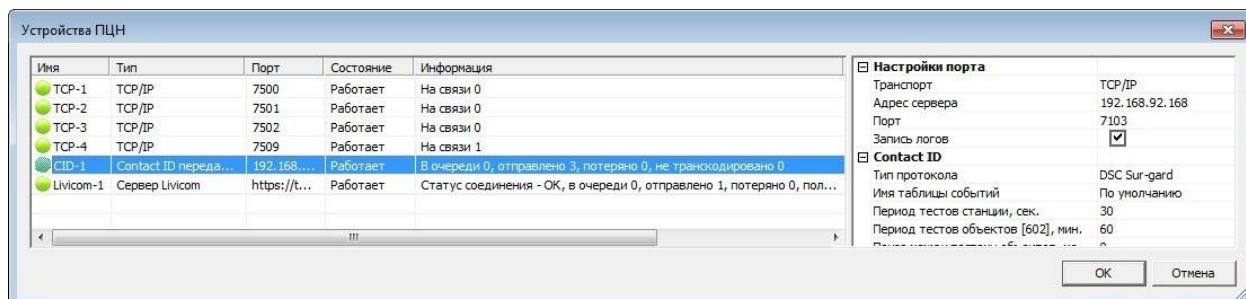 Устройства ПЦН
Имя Тип Порт Состояние Информация
TCP-1 TCP/IP 7500 Работает На связи 0
TCP-2 TCP/IP 7501 Работает На связи 0
TCP-3 TCP/IP 7502 Работает На связи 0
TCP-4 TCP/IP 7509 Работает На связи 1
CID-1 Contact ID переда... 192.168.... Работает В очереди 0, отправлено 3, потеряно 0, не транскодировано 0
Livicom-1 Сервер Livicom https://t... Работает Статус соединения - ОК, в очереди 0, отправлено 1, потеряно 0, пол...
Настройки порта
Транспорт TCP/IP
Адрес сервера 192.168.92.168
Порт 7103
Запись логов
Contact ID
Тип протокола DSC Sur-gard
Имя таблицы событий По умолчанию
Период тестов станции, сек. 30
Период тестов объектов [602], мин. 60
OK Отмена